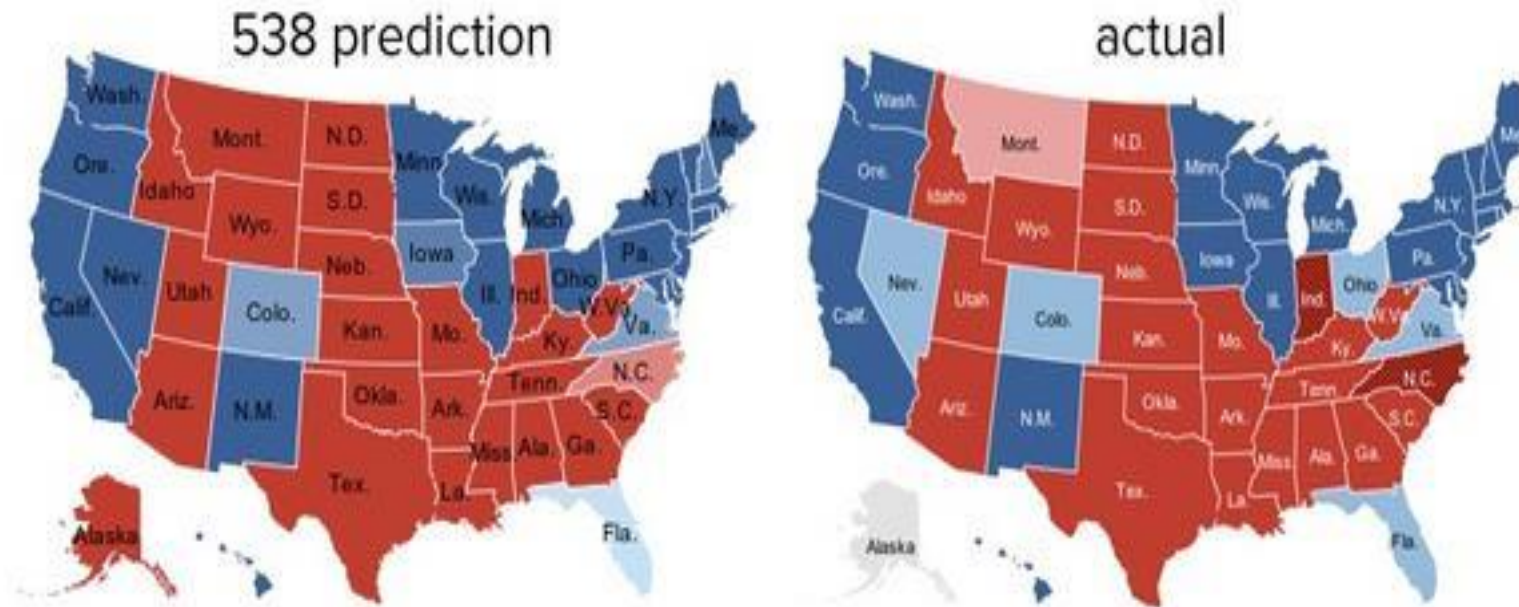 538 prediction
Wash.
Mont.
N.D.
Minn
Me.
Ore.
Idaho
S.D.
Wis.
Mich.
N.Y.
Wyo.
Iowa
Pa.
Nev.
Neb.
Ohio
Utah
Ill.
Ind.
Calif.
Colo.
W.Va
Va.
Kan.
Mo.
Ky.
N.C.
Tenn.
Ariz.
N.M.
Okla.
Ark.
S.C.
Miss
Ala.
Ga.
Tex.
La.
Alaska
Fla.
actual
Wash.
Mont.
N.D.
Minn
Me
Ore.
Idaho
S.D.
Wis.
Mich.
N.Y.
Wyo.
Iowa
Pa.
Nev.
Neb.
Ohio
Utah
Ill.
Ind.
Calif.
Colo.
W.V
Va.
Kan.
Mo.
Ky
N.C.
Tenn
Ariz.
N.M.
Okla.
Ark.
S.C.
Miss
Ala.
Ga.
Tex.
La
Alaska
Fla.